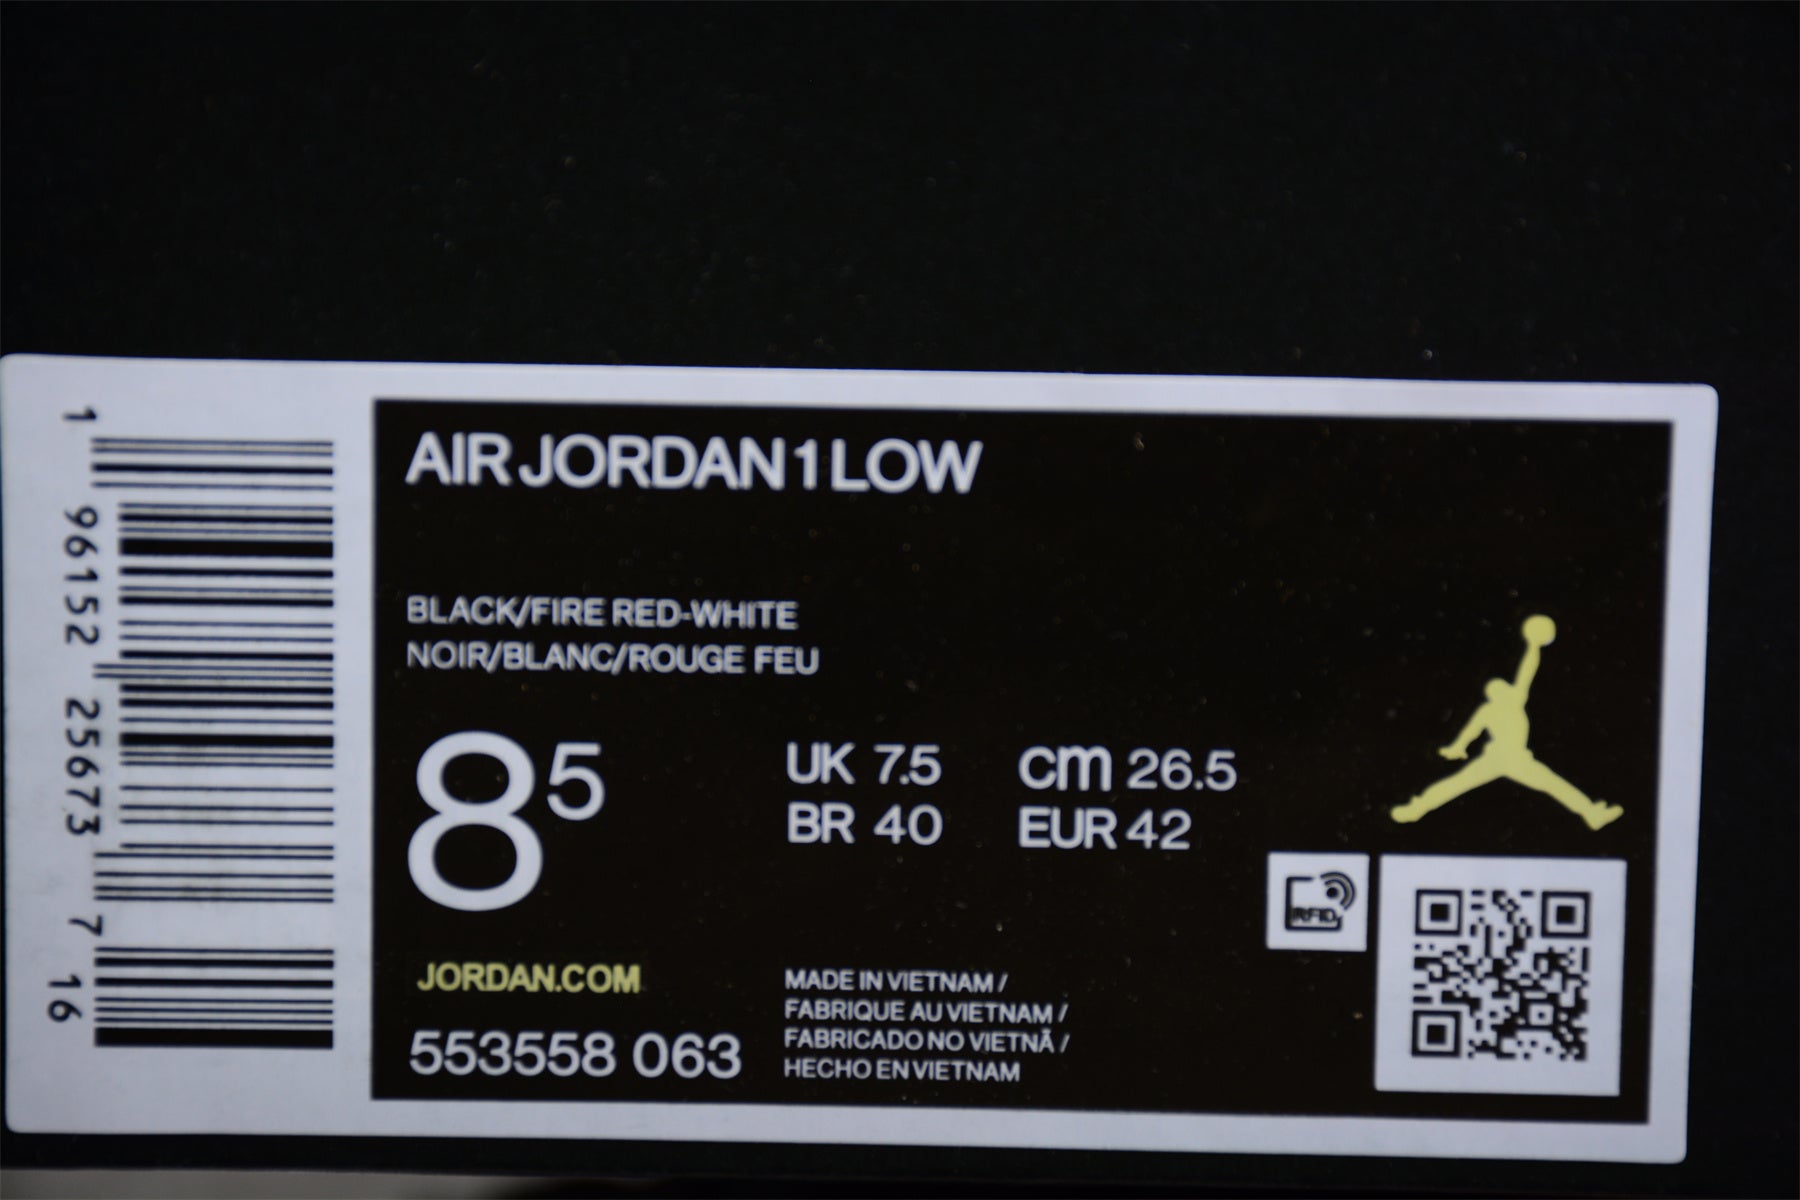 AIR JORDAN 1 LOW
BLACK/FIRE RED-WHITE
NOIR/BLANC/ROUGE FEU
8 5
UK 7.5 cm 26.5
BR 40 EUR 42
RFID
JORDAN.COM
553558 063
MADE IN VIETNAM /
FABRIQUE AU VIETNAM /
FABRICADO NO VIETNÃ /
HECHO EN VIETNAM
1 96152 25673 7 16